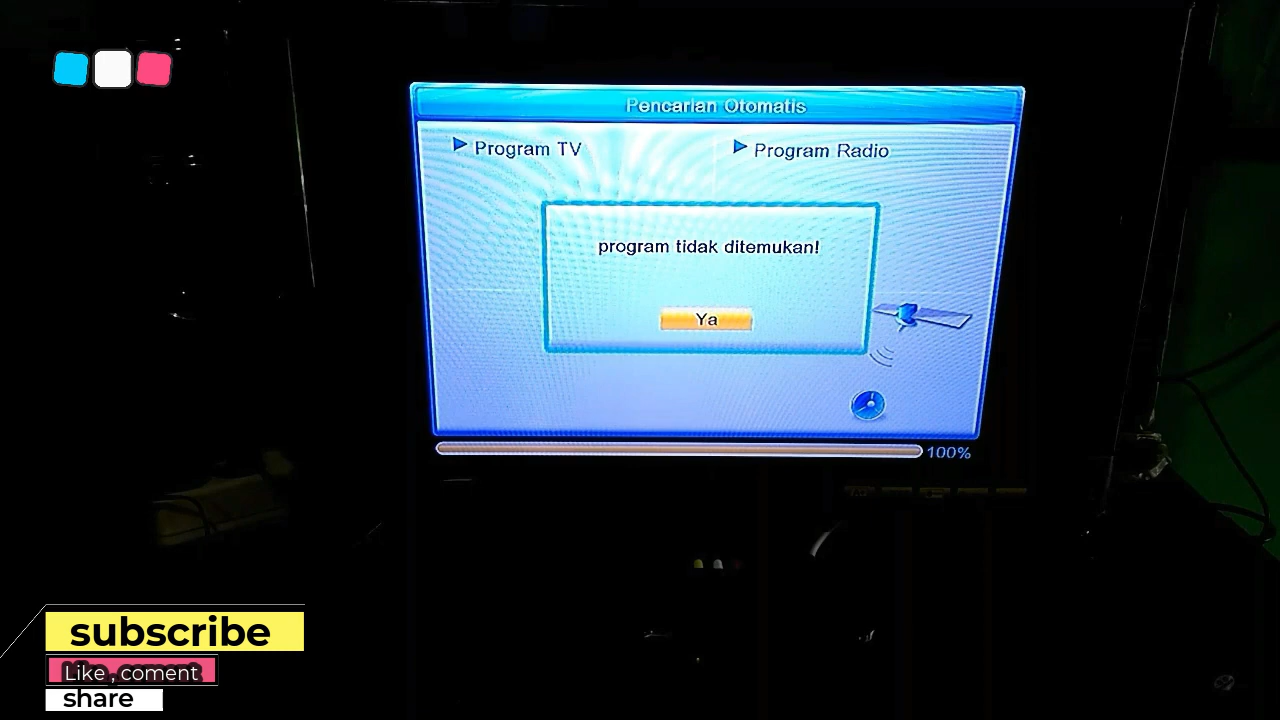 Pencarian Otomatis
Program TV
Program Radio
program tidak ditemukan!
Ya
100%
subscribe
Like , coment
share